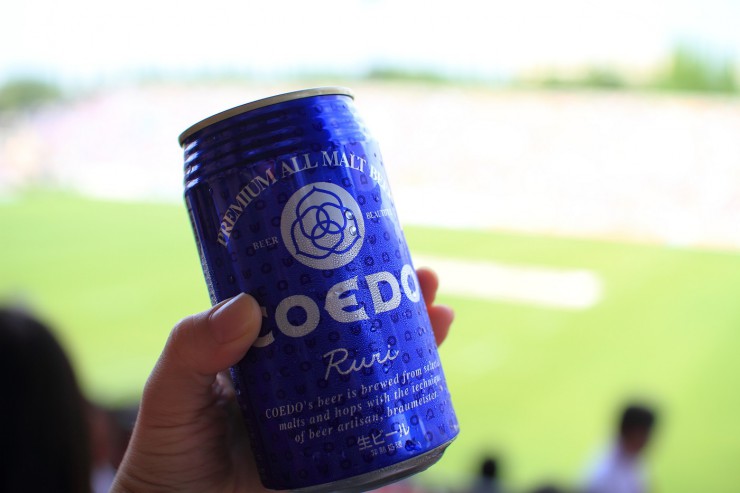 PREMIUM ALL MALT
BEER
COEDO
Ruri
COEDO's beer is brewed from
malts and hops with the technique
of beer artisan, braumeister.
生ビール